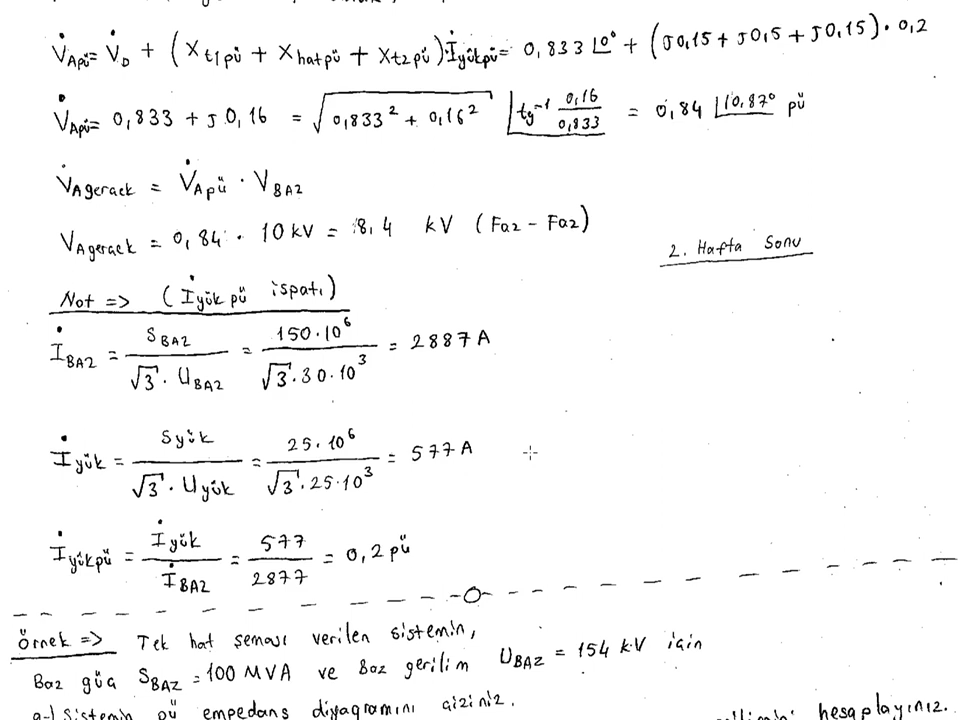 V̇Apü = V̇D + (Xt1pü + Xhatpü + Xt2pü) İyükpü = 0,833 ∠0° + (J0,15 + J0,5 + J0,15) · 0,2
V̇Apü = 0,833 + J 0,16 = √(0,833² + 0,16²) ∠tg⁻¹ 0,16/0,833 = 0,84 ∠10,87° pü
V̇Agerçek = V̇Apü · VBAZ
VAgerçek = 0,84 · 10 kV = 8,4 kV (Faz - Faz)
2. Hafta Sonu
Not => (İyük pü ispatı)
İBAZ = SBAZ / √3 · UBAZ = 150·10⁶ / √3·30·10³ = 2887 A
İyük = Syük / √3 · Uyük = 25·10⁶ / √3·25·10³ = 577 A
İyükpü = İyük / İBAZ = 577 / 2877 = 0,2 pü
Örnek => Tek hat şeması verilen sistemin,
Baz güç SBAZ = 100 MVA ve Baz gerilim UBAZ = 154 kV için
a-) Sistemin pü empedans diyagramını çiziniz.
hesaplayınız.